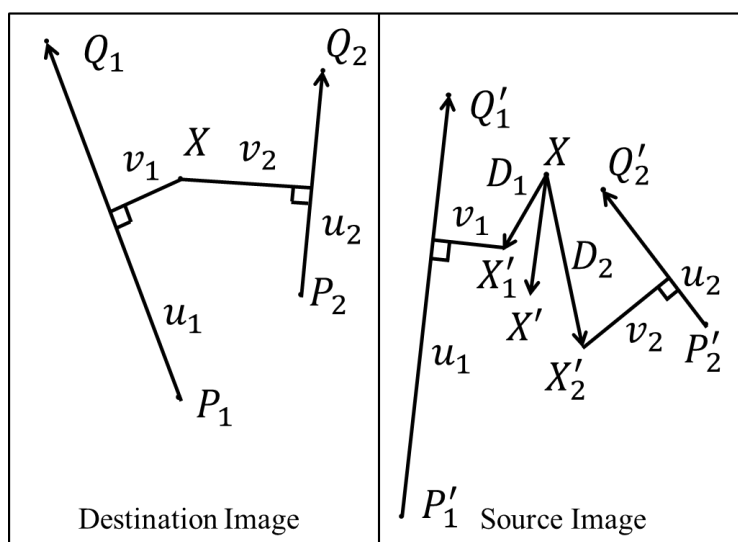 Q₁
Q₂
v₁
X
v₂
u₂
P₂
u₁
P₁
Destination Image
Q′₁
X
Q′₂
D₁
v₁
X′₁
D₂
u₂
X′
v₂
P′₂
u₁
X′₂
P′₁
Source Image